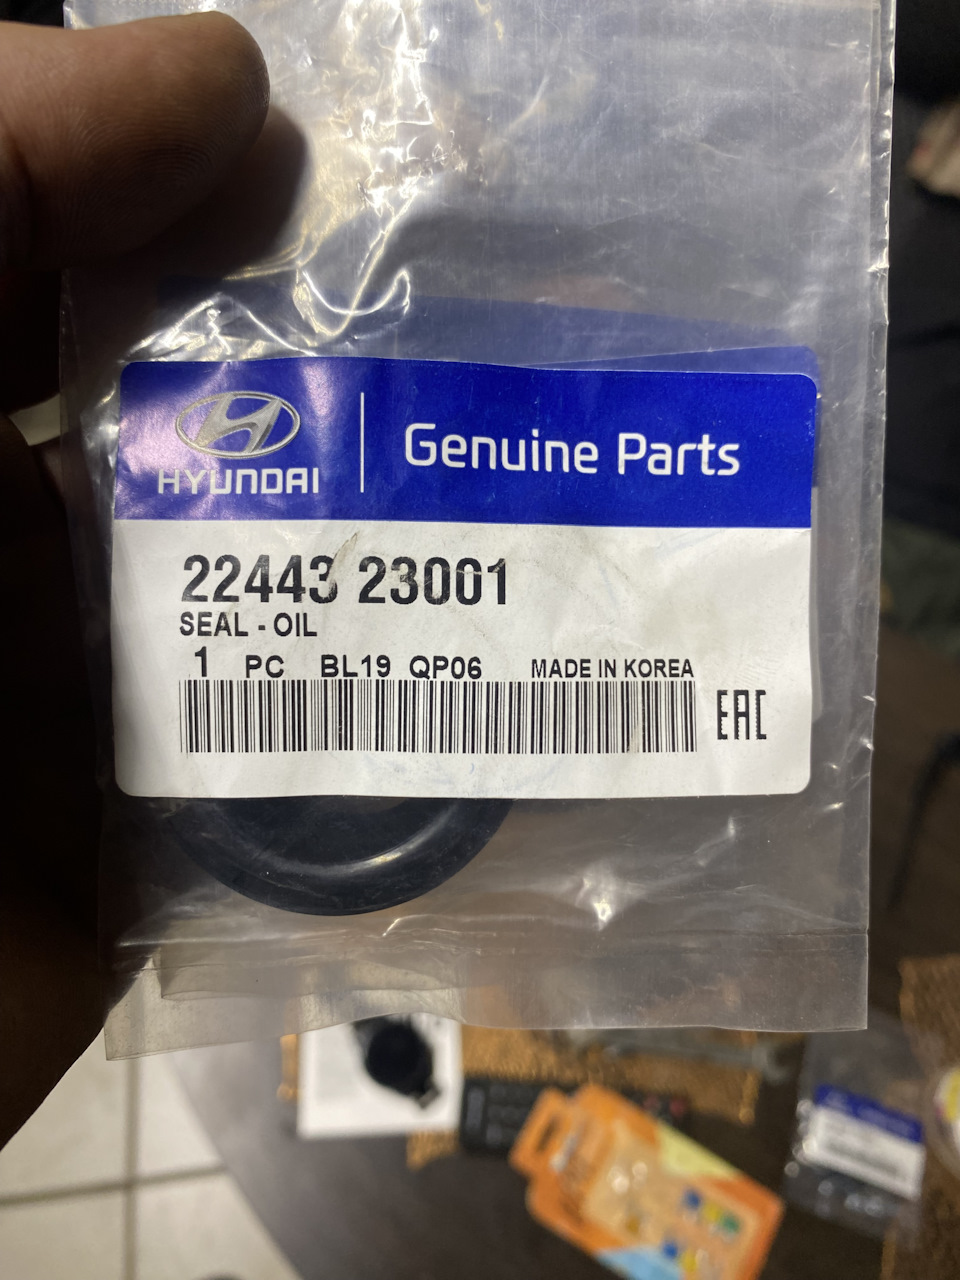 HYUNDAI
Genuine Parts
22443 23001
SEAL - OIL
1 PC BL19 QP06 MADE IN KOREA
EAC